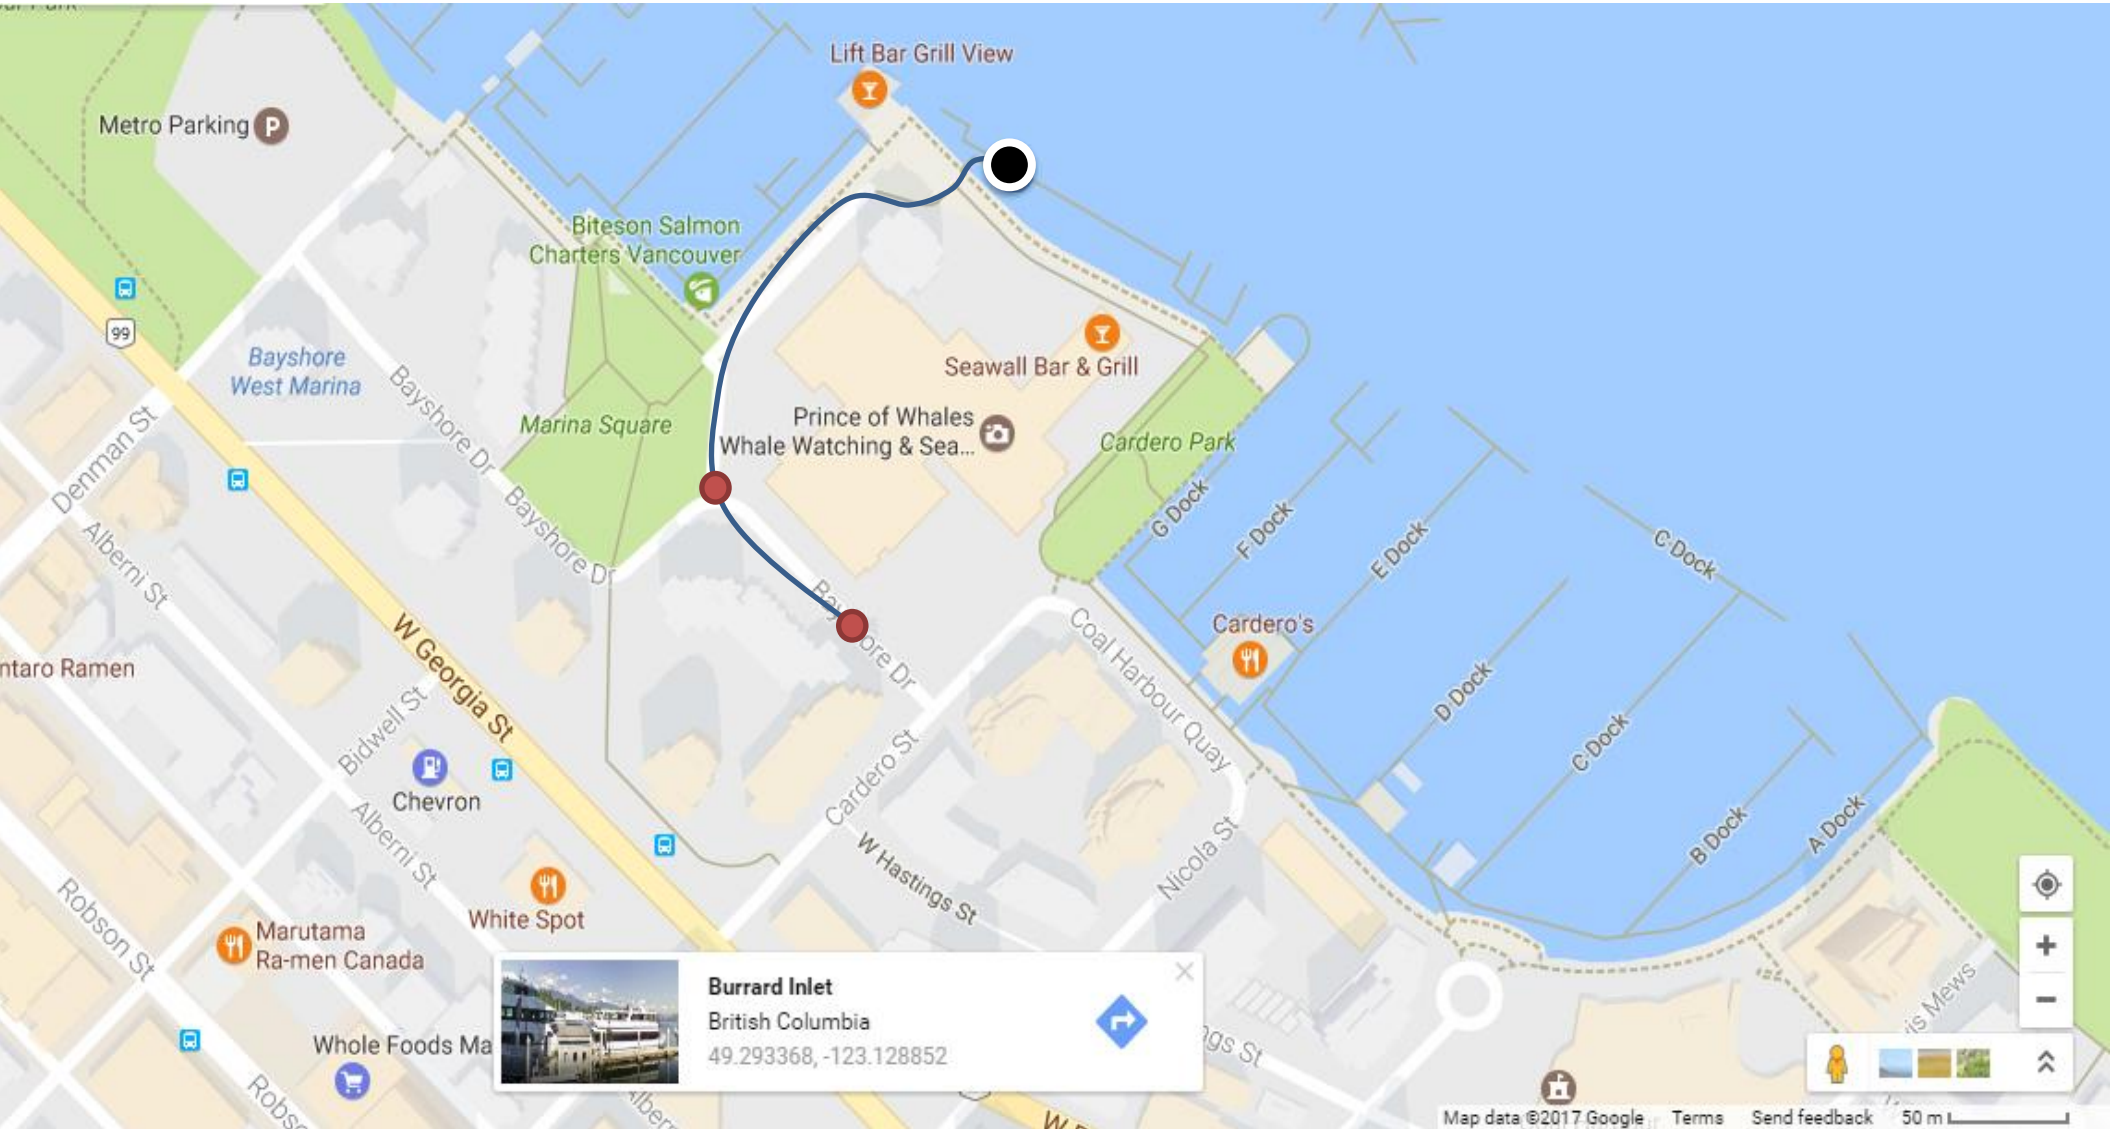 Lift Bar Grill View
Metro Parking
P
Biteson Salmon
Charters Vancouver
99
Bayshore
West Marina
Seawall Bar & Grill
Bayshore Dr
Marina Square
Prince of Whales
Whale Watching & Sea...
Cardero Park
Denman St
Bayshore Dr
G Dock
F Dock
E Dock
C Dock
Alberni St
Coal Harbour Quay
Cardero's
W Georgia St
ntaro Ramen
D Dock
Bidwell St
C Dock
Cardero St
Chevron
Alberni St
B Dock
A Dock
W Hastings St
Nicola St
Robson St
White Spot
Marutama
Ra-men Canada
Burrard Inlet
British Columbia
49.293368, -123.128852
is Mews
Whole Foods Ma
ngs St
Map data ©2017 Google
Terms
Send feedback
50 m